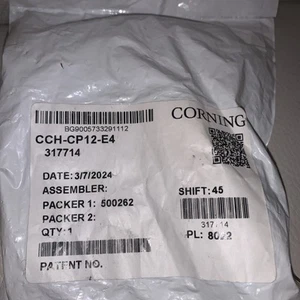 BG9005733291112
CORNING
CCH-CP12-E4
317714
DATE: 3/7/2024
ASSEMBLER:
SHIFT: 45
PACKER 1: 500262
PACKER 2:
317714
QTY: 1
PL:
PATENT NO.